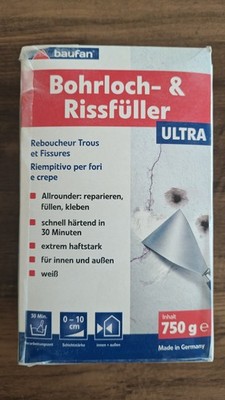 baufan
Bohrloch- &
Rissfüller
ULTRA
Reboucheur Trous
et Fissures
Riempitivo per fori
e crepe
Allrounder: reparieren,
füllen, kleben
schnell härtend in
30 Minuten
extrem haftstark
für innen und außen
weiß
30 Min.
0 – 10
cm
Inhalt
750 g e
innen + außen
Made in Germany